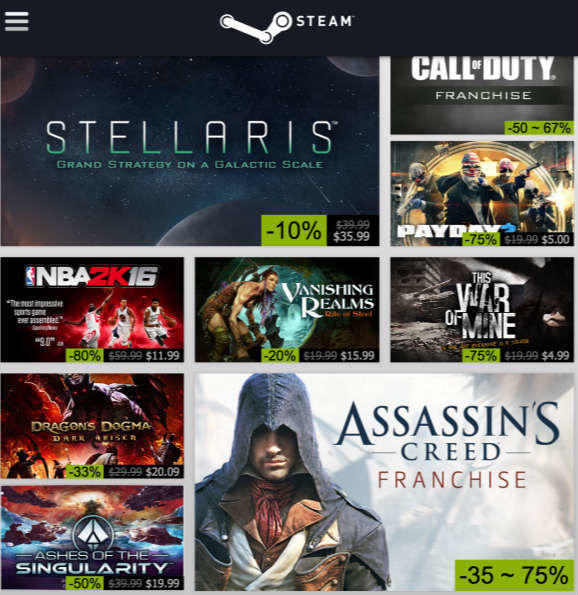 STEAM™
CALL OF DUTY
FRANCHISE
-50 ~ 67%
STELLARIS™
GRAND STRATEGY ON A GALACTIC SCALE
-10%
$39.99
$35.99
PAYDAY 2
-75% $19.99 $5.00
NBA2K16
"The most impressive
sports game
ever assembled."
"9.0"
-80% $59.99 $11.99
VANISHING
REALMS
Rite of Steel
-20% $19.99 $15.99
THIS
WAR
OF MINE
-75% $19.99 $4.99
DRAGON'S DOGMA
DARK ARISEN
-33% $29.99 $20.09
ASSASSIN'S
CREED
FRANCHISE
-35 ~ 75%
ASHES OF THE
SINGULARITY
-50% $39.99 $19.99